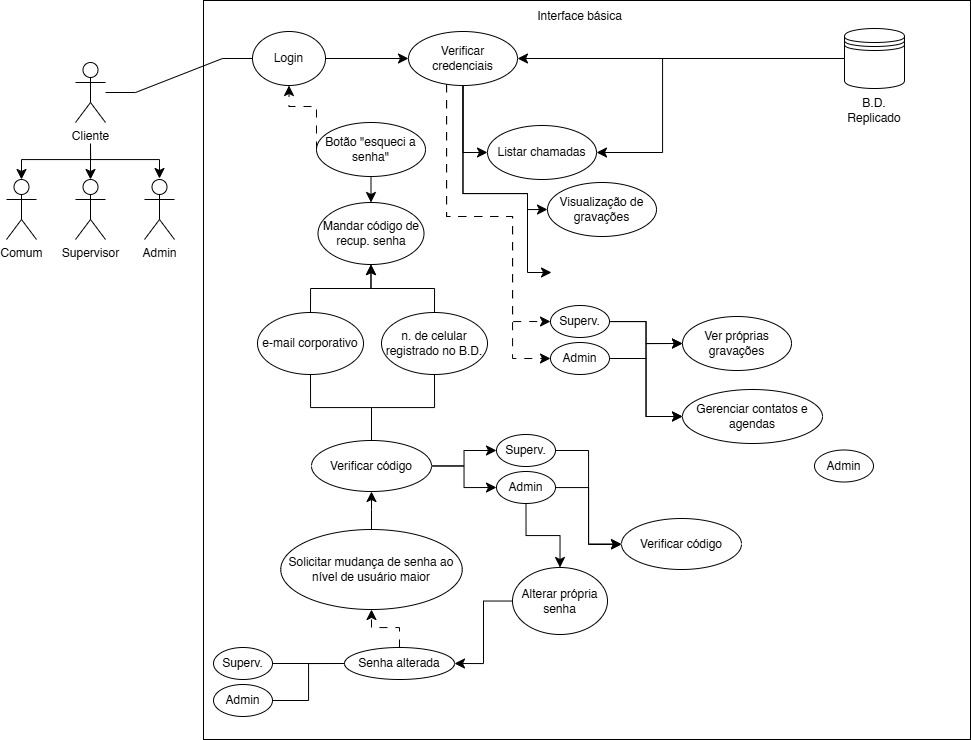 Interface básica
Login
Verificar
credenciais
B.D.
Replicado
Cliente
Botão "esqueci a
senha"
Listar chamadas
Comum
Supervisor
Admin
Visualização de
gravações
Mandar código de
recup. senha
e-mail corporativo
n. de celular
registrado no B.D.
Superv.
Admin
Ver próprias
gravações
Gerenciar contatos e
agendas
Verificar código
Superv.
Admin
Admin
Verificar código
Solicitar mudança de senha ao
nível de usuário maior
Alterar própria
senha
Superv.
Admin
Senha alterada